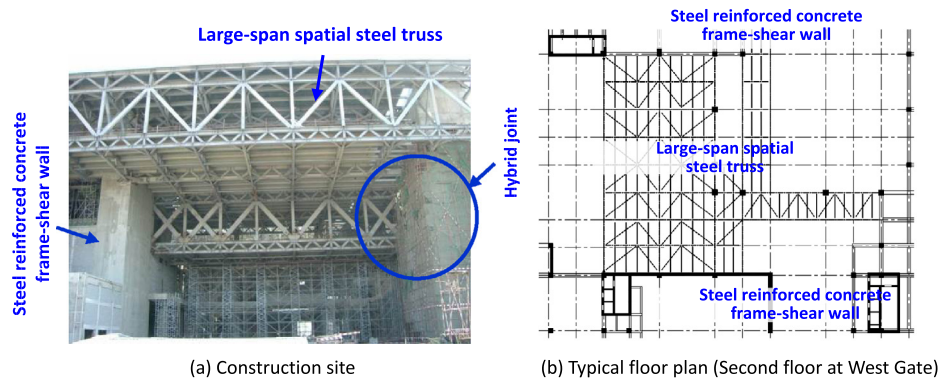 Large-span spatial steel truss
Steel reinforced concrete
frame-shear wall
Hybrid joint
(a) Construction site
Steel reinforced concrete
frame-shear wall
Large-span spatial
steel truss
Steel reinforced concrete
frame-shear wall
(b) Typical floor plan (Second floor at West Gate)